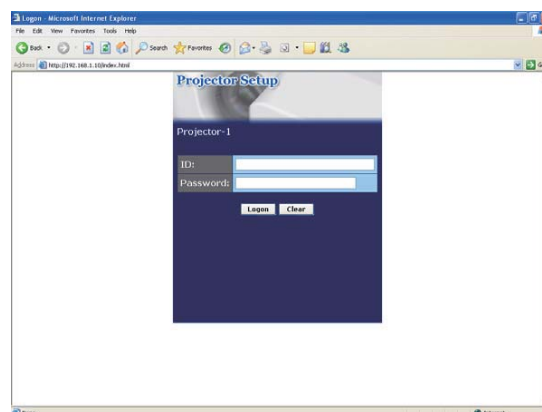 Logon - Microsoft Internet Explorer
File Edit View Favorites Tools Help
Back Search Favorites
Address http://192.168.1.10/index.html
Projector Setup
Projector-1
ID:
Password:
Logon Clear